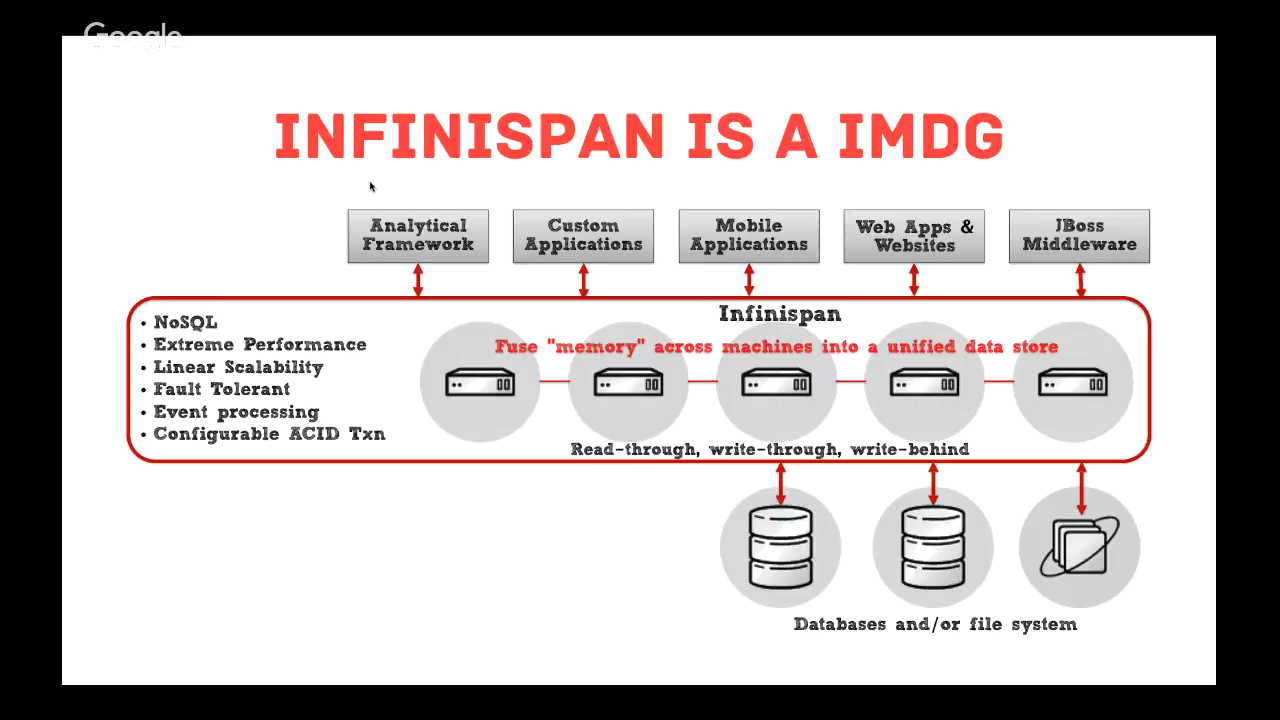 Google
INFINISPAN IS A IMDG
Analytical
Framework
Custom
Applications
Mobile
Applications
Web Apps &
Websites
JBoss
Middleware
Infinispan
• NoSQL
• Extreme Performance
• Linear Scalability
• Fault Tolerant
• Event processing
• Configurable ACID Txn
Fuse "memory" across machines into a unified data store
Read-through, write-through, write-behind
Databases and/or file system